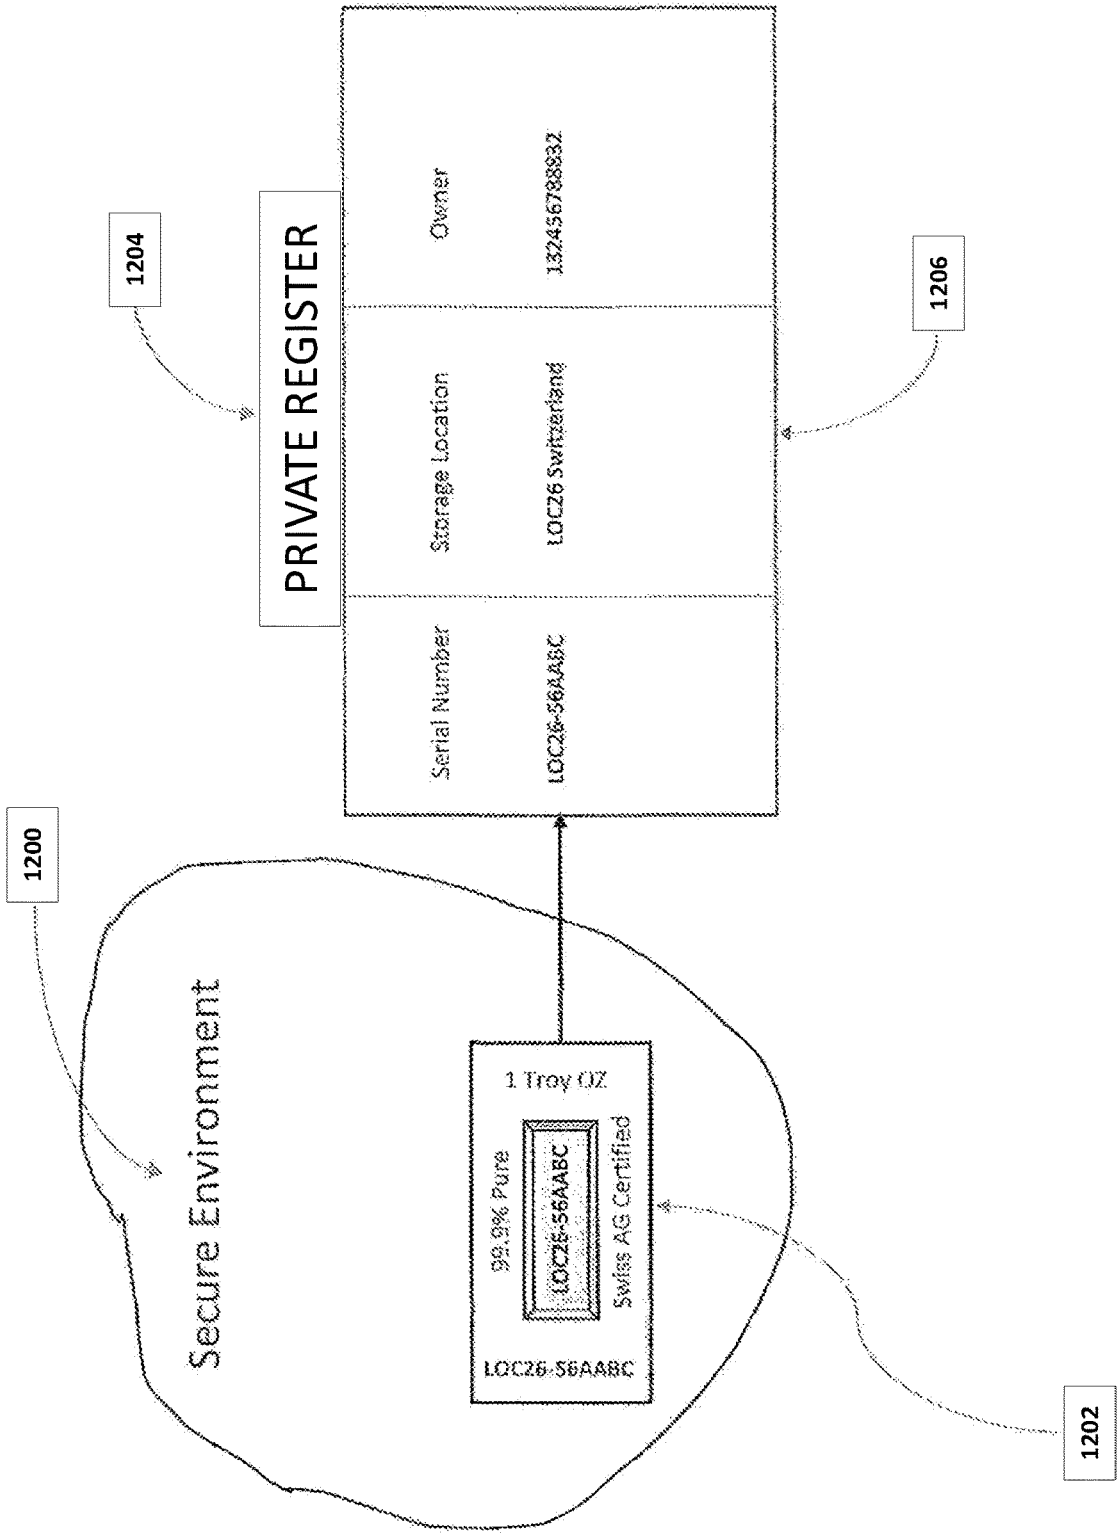 1200
1204
Secure Environment
PRIVATE REGISTER
Serial Number
Storage Location
Owner
99.9% Pure
LOC26-56AABC
LOC26-56AABC
1 Troy OZ
Swiss AG Certified
LOC26-56AABC
LOC26 Switzerland
132456788832
1202
1206